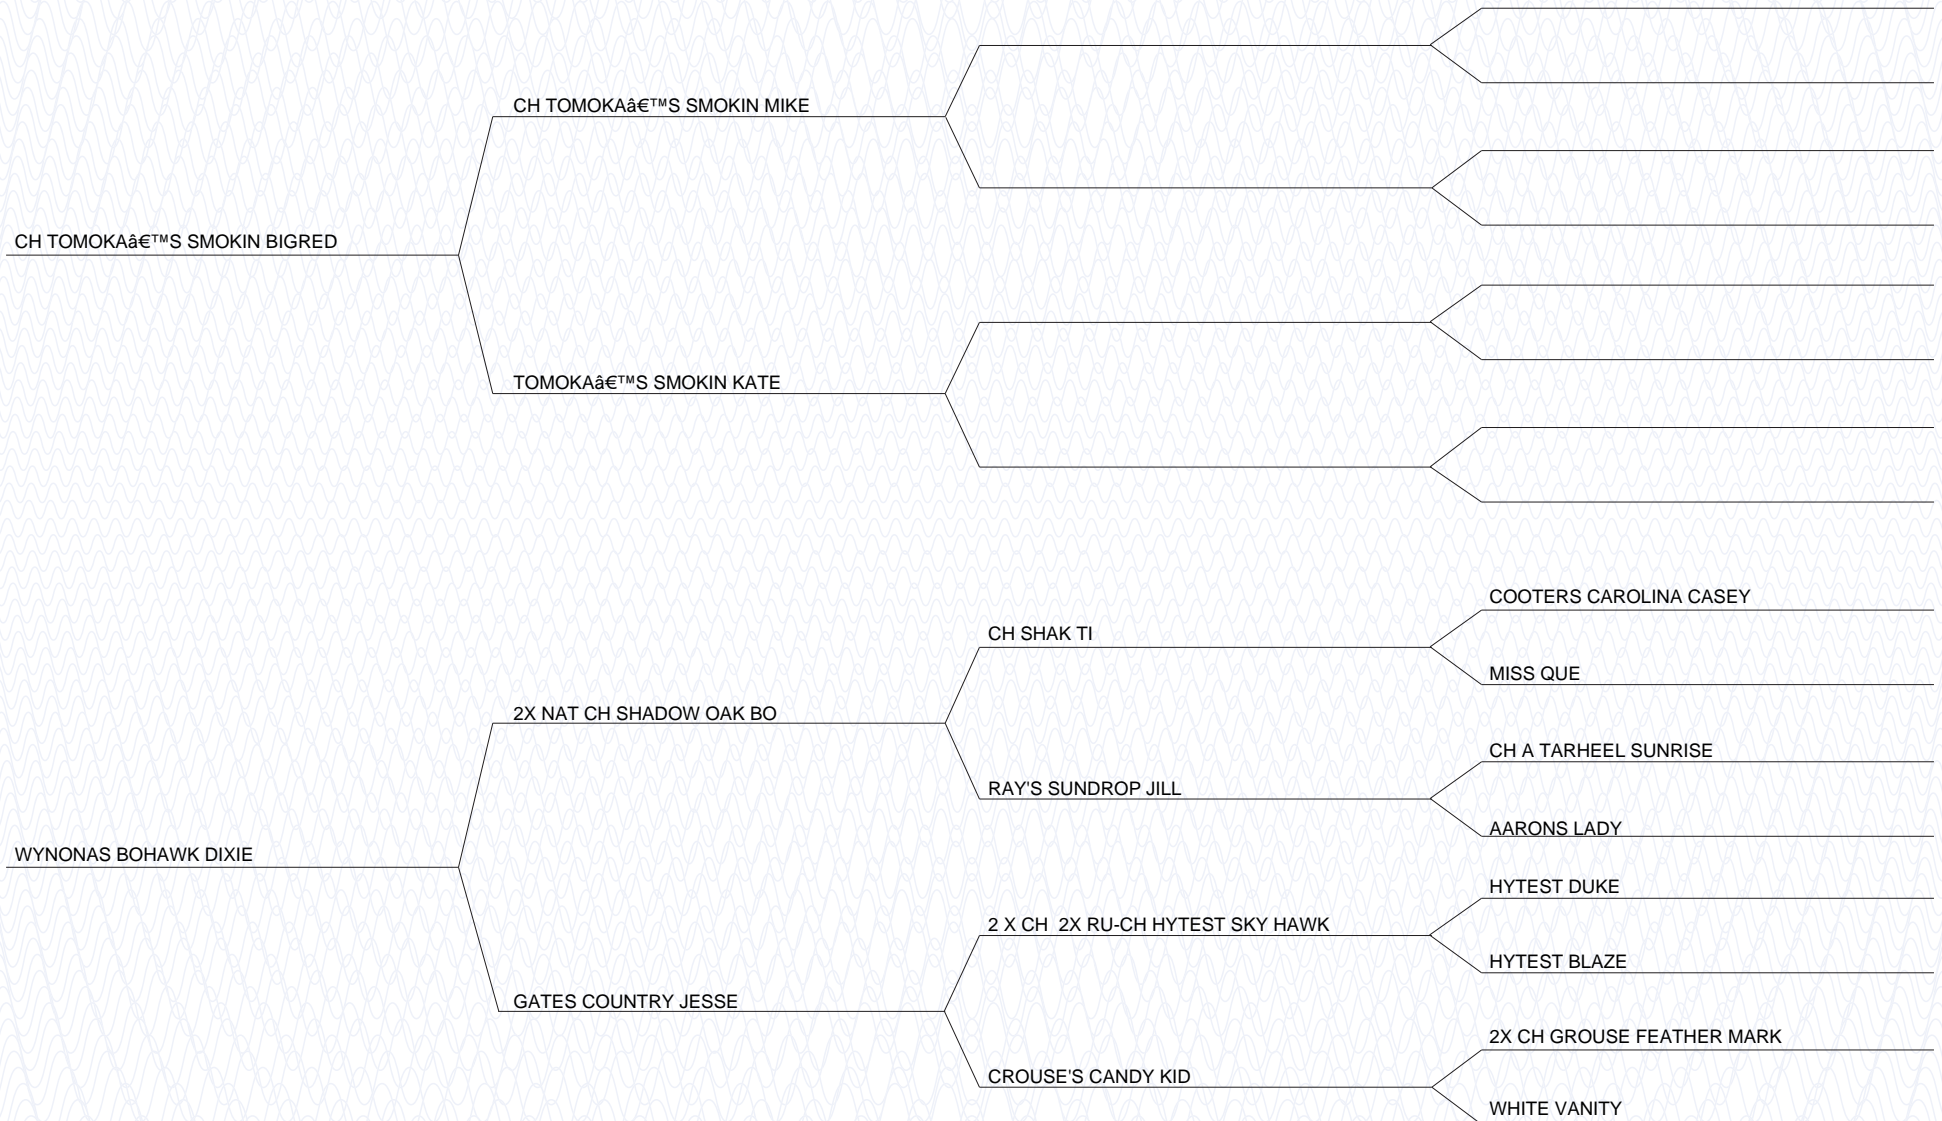 CH TOMOKAâ€™S SMOKIN MIKE
CH TOMOKAâ€™S SMOKIN BIGRED
TOMOKAâ€™S SMOKIN KATE
COOTERS CAROLINA CASEY
CH SHAK TI
MISS QUE
2X NAT CH SHADOW OAK BO
CH A TARHEEL SUNRISE
RAY'S SUNDROP JILL
AARONS LADY
WYNONAS BOHAWK DIXIE
HYTEST DUKE
2 X CH  2X RU-CH HYTEST SKY HAWK
HYTEST BLAZE
GATES COUNTRY JESSE
2X CH GROUSE FEATHER MARK
CROUSE'S CANDY KID
WHITE VANITY